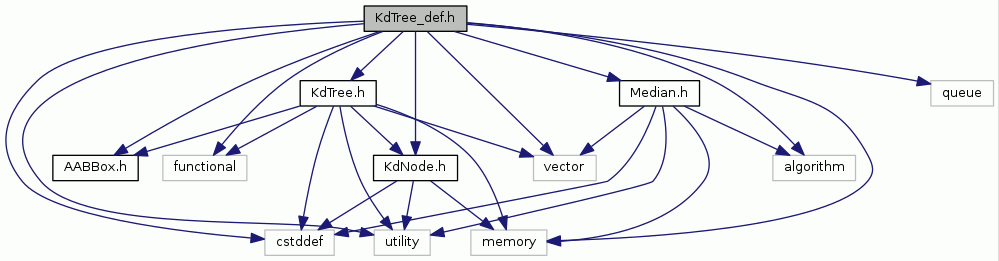 KdTree_def.h
KdTree.h
Median.h
queue
AABBox.h
functional
KdNode.h
vector
algorithm
cstddef
utility
memory